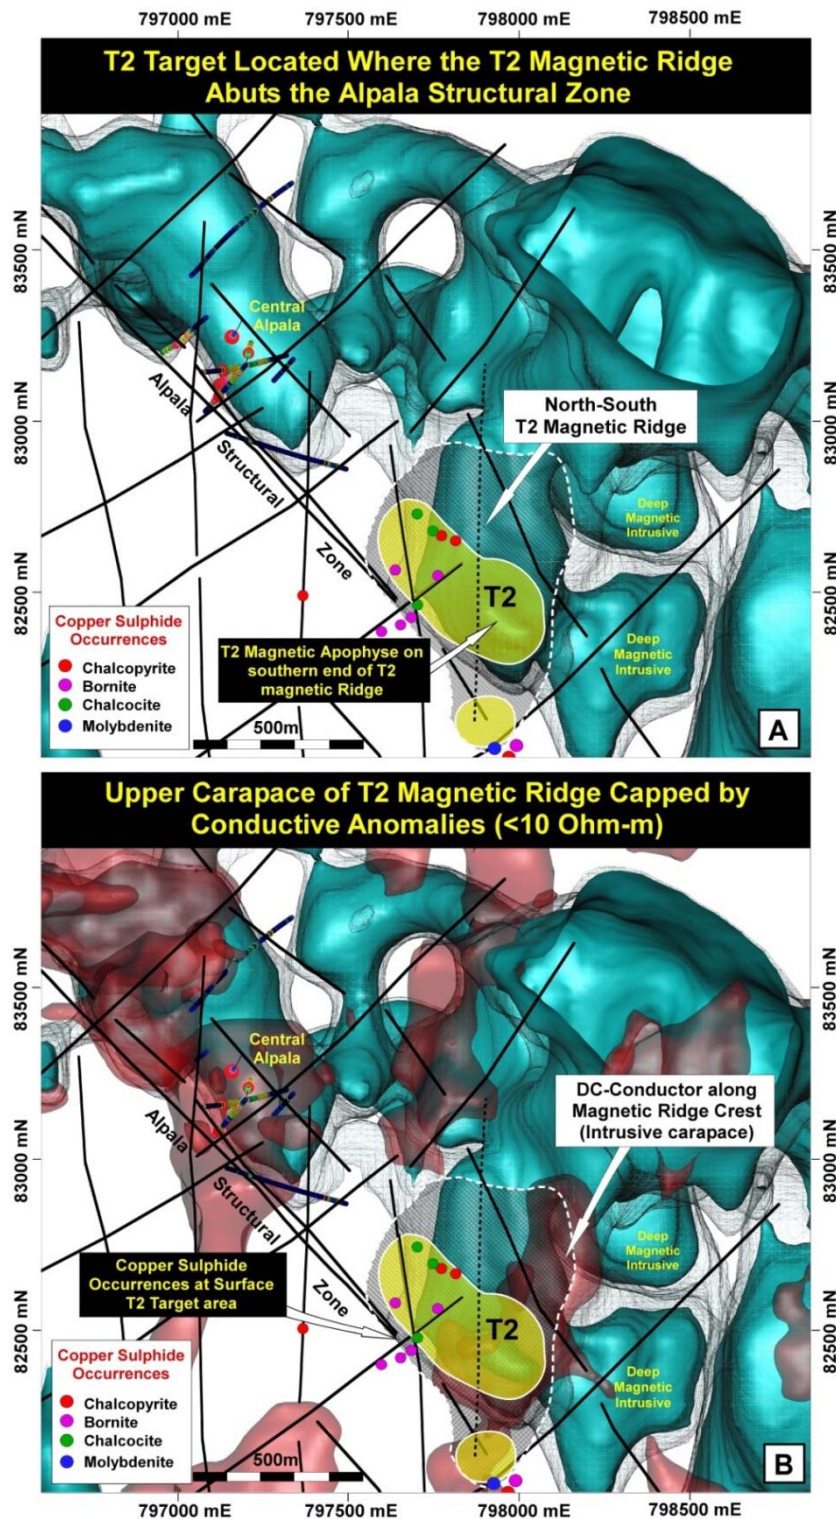 797000 mE
797500 mE
798000 mE
798500 mE
T2 Target Located Where the T2 Magnetic Ridge
Abuts the Alpala Structural Zone
83500 mN
83500 mN
Central
Alpala
Alpala
Structural
Zone
83000 mN
83000 mN
North-South
T2 Magnetic Ridge
Deep
Magnetic
Intrusive
82500 mN
82500 mN
T2
Deep
Magnetic
Intrusive
T2 Magnetic Apophyse on
southern end of T2
magnetic Ridge
Copper Sulphide
Occurrences
Chalcopyrite
Bornite
Chalcocite
Molybdenite
500m
A
Upper Carapace of T2 Magnetic Ridge Capped by
Conductive Anomalies (<10 Ohm-m)
83500 mN
83500 mN
Central
Alpala
Alpala
Structural
Zone
DC-Conductor along
Magnetic Ridge Crest
(Intrusive carapace)
83000 mN
83000 mN
Deep
Magnetic
Intrusive
Copper Sulphide
Occurrences at Surface
T2 Target area
82500 mN
82500 mN
T2
Deep
Magnetic
Intrusive
Copper Sulphide
Occurrences
Chalcopyrite
Bornite
Chalcocite
Molybdenite
500m
B
797000 mE
797500 mE
798000 mE
798500 mE